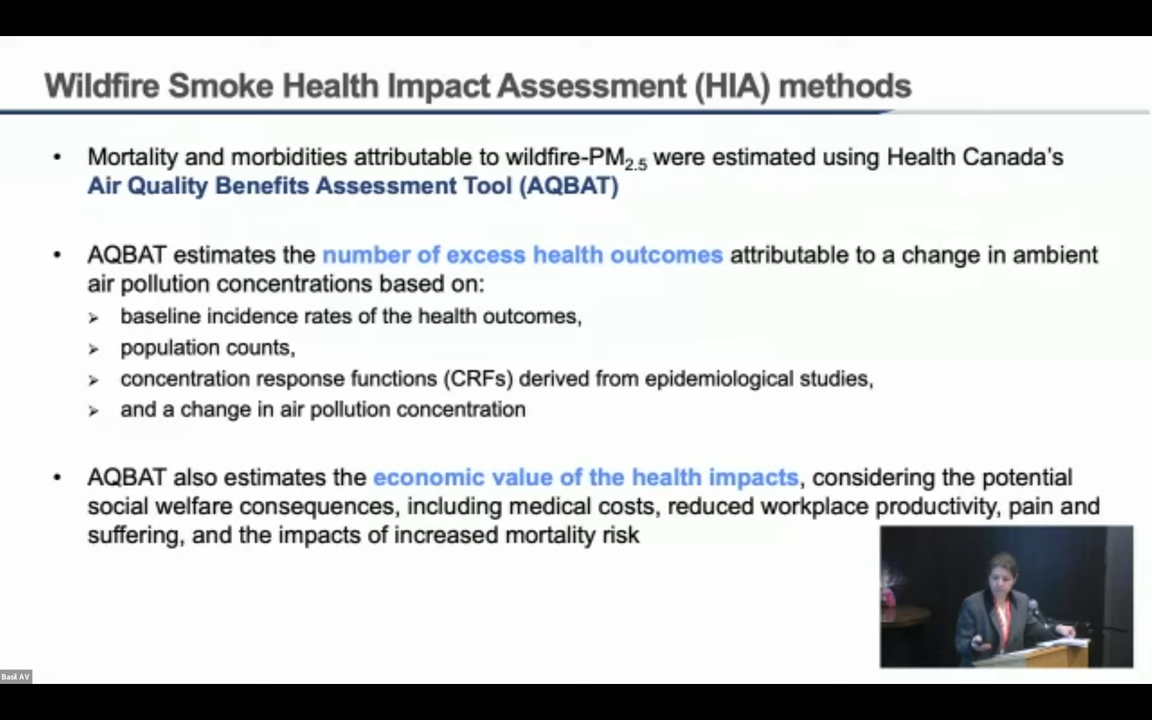 Wildfire Smoke Health Impact Assessment (HIA) methods
• Mortality and morbidities attributable to wildfire-PM2.5 were estimated using Health Canada's
Air Quality Benefits Assessment Tool (AQBAT)
• AQBAT estimates the number of excess health outcomes attributable to a change in ambient
air pollution concentrations based on:
➢ baseline incidence rates of the health outcomes,
➢ population counts,
➢ concentration response functions (CRFs) derived from epidemiological studies,
➢ and a change in air pollution concentration
• AQBAT also estimates the economic value of the health impacts, considering the potential
social welfare consequences, including medical costs, reduced workplace productivity, pain and
suffering, and the impacts of increased mortality risk
Basil AV